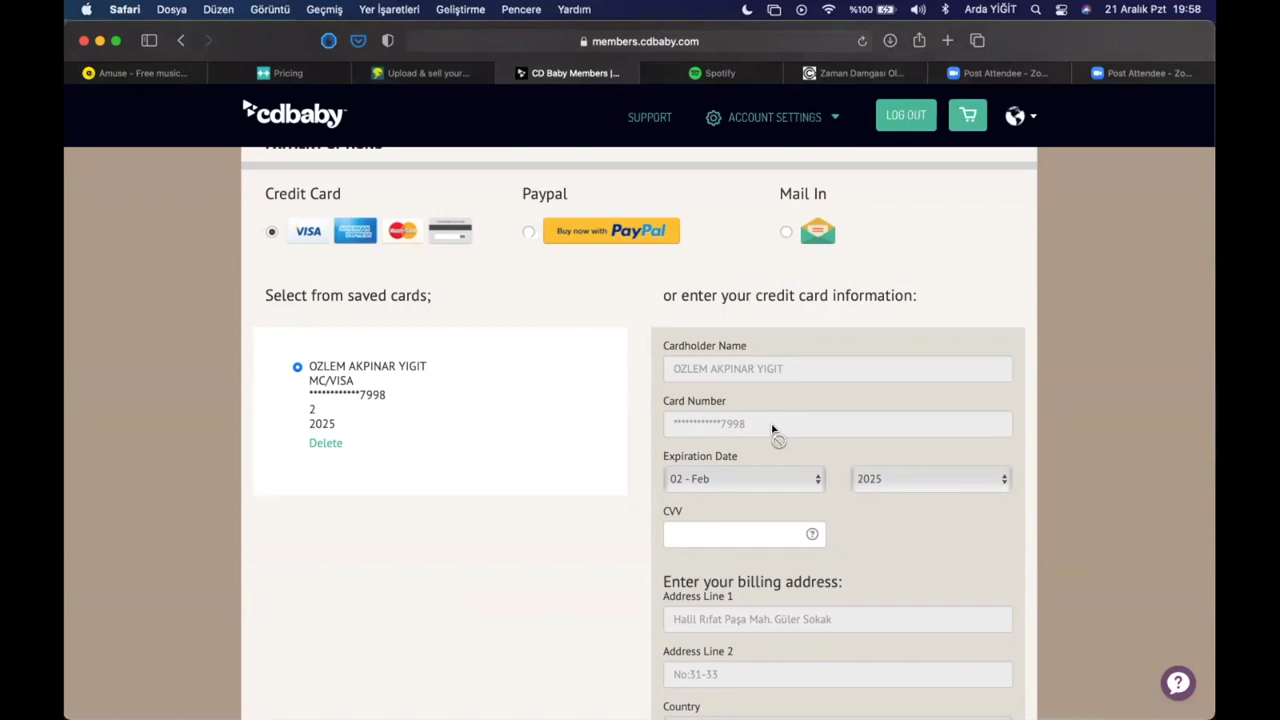 Safari Dosya Düzen Görüntü Geçmiş Yer İşaretleri Geliştirme Pencere Yardım %100 Arda YİĞİT 21 Aralık Pzt 19:58
members.cdbaby.com
Amuse - Free music... Pricing Upload & sell your... CD Baby Members |... Spotify Zaman Damgası Ol... Post Attendee - Zo... Post Attendee - Zo...
cdbaby SUPPORT ACCOUNT SETTINGS LOG OUT
Credit Card Paypal Mail In
VISA AMERICAN EXPRESS MasterCard Buy now with PayPal
Select from saved cards;
OZLEM AKPINAR YIGIT
MC/VISA
************7998
2
2025
Delete
or enter your credit card information:
Cardholder Name
OZLEM AKPINAR YIGIT
Card Number
************7998
Expiration Date
02 - Feb 2025
CVV
?
Enter your billing address:
Address Line 1
Halil Rıfat Paşa Mah. Güler Sokak
Address Line 2
No:31-33
Country
?